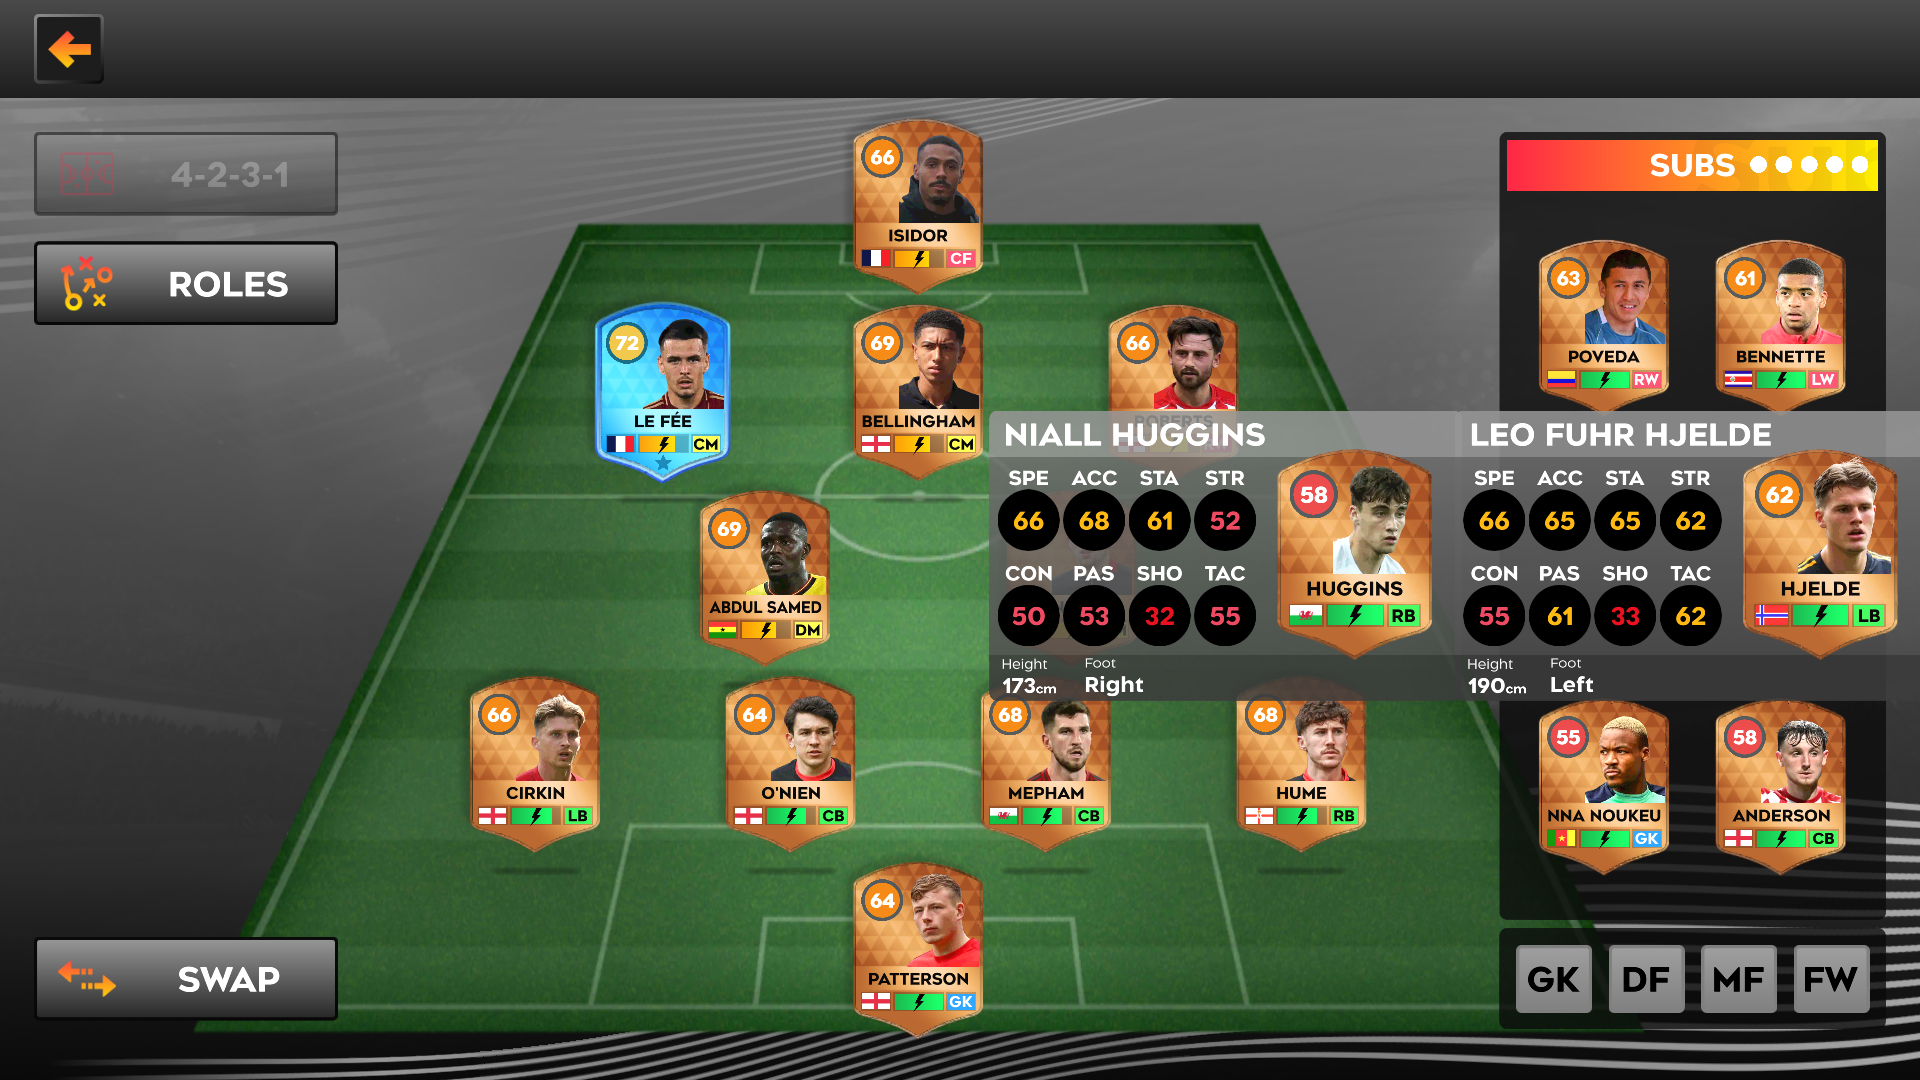 4-2-3-1
ROLES
SWAP
66
ISIDOR
CF
72
LE FÉE
CM
69
BELLINGHAM
CM
66
ROBERTS
69
ABDUL SAMED
DM
66
CIRKIN
LB
64
O'NIEN
CB
68
MEPHAM
CB
68
HUME
RB
64
PATTERSON
GK
NIALL HUGGINS
SPE ACC STA STR
66 68 61 52
CON PAS SHO TAC
50 53 32 55
Height Foot
173cm Right
58
HUGGINS
RB
LEO FUHR HJELDE
SPE ACC STA STR
66 65 65 62
CON PAS SHO TAC
55 61 33 62
Height Foot
190cm Left
62
HJELDE
LB
SUBS
63
POVEDA
RW
61
BENNETTE
LW
55
NNA NOUKEU
GK
58
ANDERSON
CB
GK DF MF FW